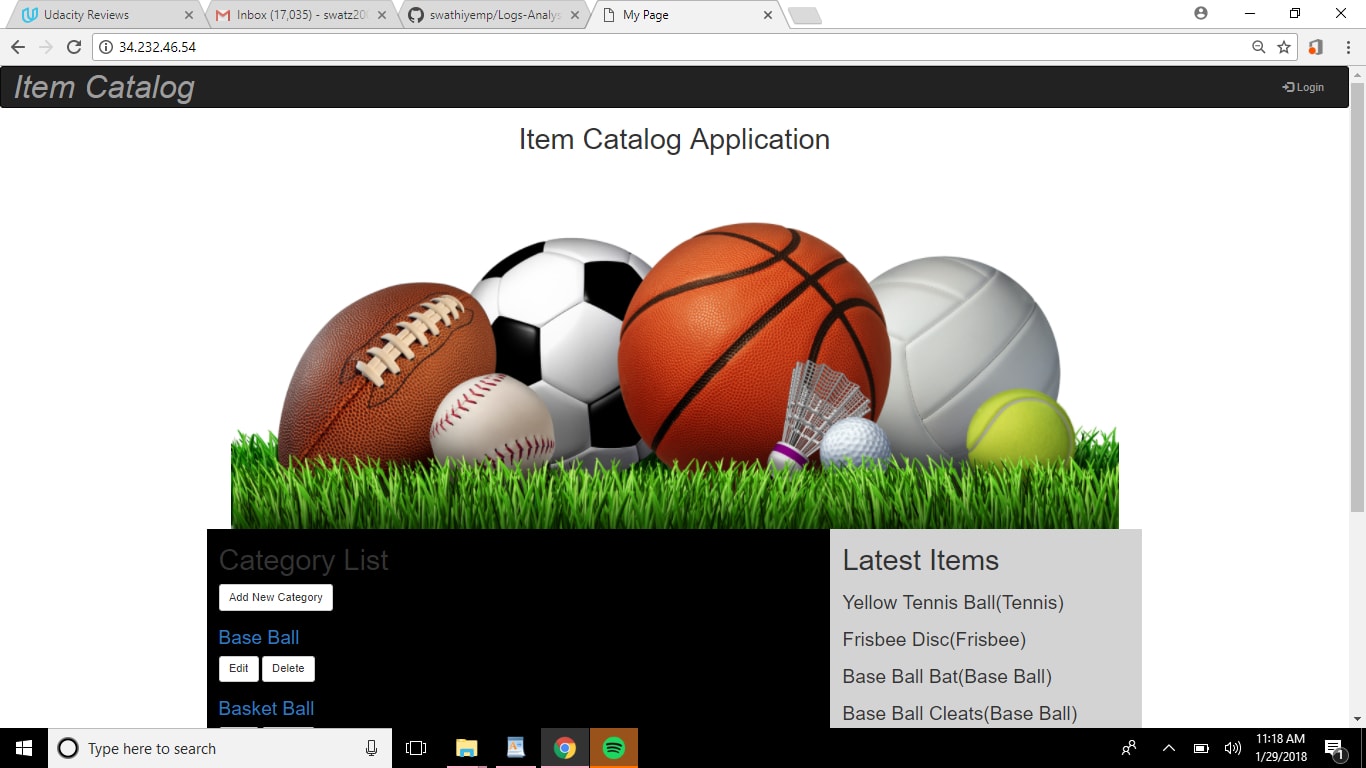 Udacity Reviews
Inbox (17,035) - swatz200
swathiyemp/Logs-Analys
My Page
34.232.46.54
Item Catalog
Login
Item Catalog Application
Category List
Add New Category
Base Ball
Edit Delete
Basket Ball
Latest Items
Yellow Tennis Ball(Tennis)
Frisbee Disc(Frisbee)
Base Ball Bat(Base Ball)
Base Ball Cleats(Base Ball)
Type here to search
11:18 AM
1/29/2018
1